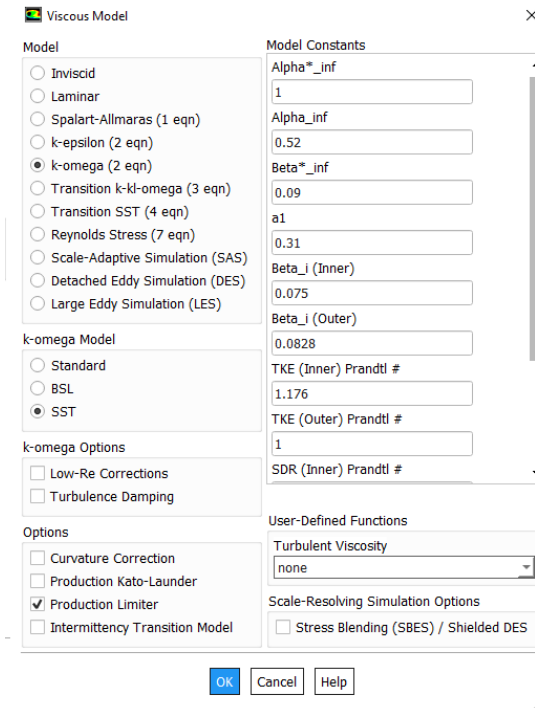 Viscous Model
Model
Inviscid
Laminar
Spalart-Allmaras (1 eqn)
k-epsilon (2 eqn)
k-omega (2 eqn)
Transition k-kl-omega (3 eqn)
Transition SST (4 eqn)
Reynolds Stress (7 eqn)
Scale-Adaptive Simulation (SAS)
Detached Eddy Simulation (DES)
Large Eddy Simulation (LES)
k-omega Model
Standard
BSL
SST
k-omega Options
Low-Re Corrections
Turbulence Damping
Options
Curvature Correction
Production Kato-Launder
Production Limiter
Intermittency Transition Model
Model Constants
Alpha*_inf
1
Alpha_inf
0.52
Beta*_inf
0.09
a1
0.31
Beta_i (Inner)
0.075
Beta_i (Outer)
0.0828
TKE (Inner) Prandtl #
1.176
TKE (Outer) Prandtl #
1
SDR (Inner) Prandtl #
User-Defined Functions
Turbulent Viscosity
none
Scale-Resolving Simulation Options
Stress Blending (SBES) / Shielded DES
OK
Cancel
Help